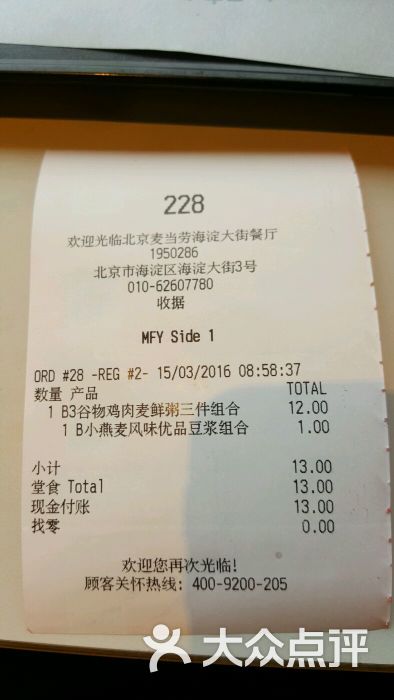 228
欢迎光临北京麦当劳海淀大街餐厅
1950286
北京市海淀区海淀大街3号
010-62607780
收据
MFY Side 1
ORD #28 -REG #2- 15/03/2016 08:58:37
数量 产品 TOTAL
1 B3谷物鸡肉麦鲜粥三件组合 12.00
1 B小燕麦风味优品豆浆组合 1.00
小计 13.00
堂食 Total 13.00
现金付账 13.00
找零 0.00
欢迎您再次光临!
顾客关怀热线: 400-9200-205
大众点评